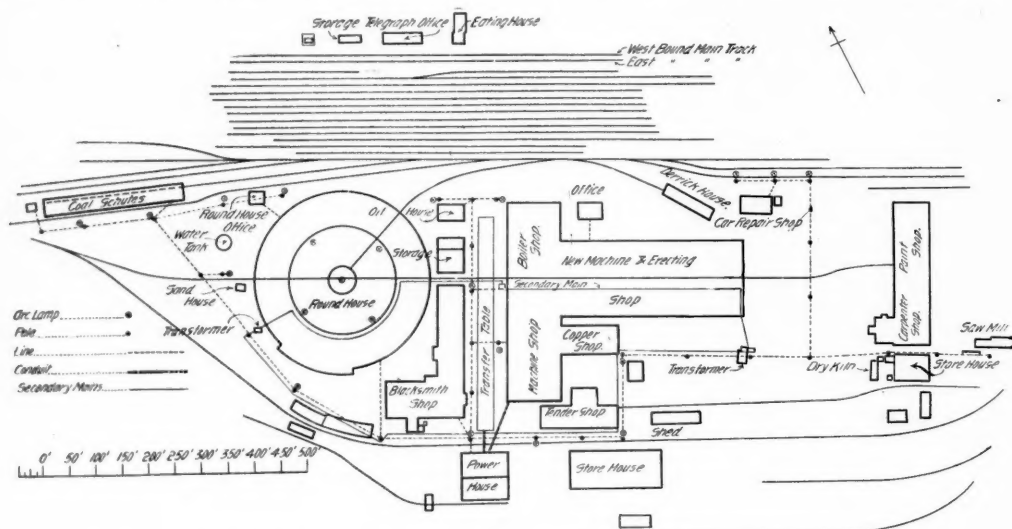 Storage
Telegraph Office
Eating House
West Bound Main Track
East " " "
Coal Schutes
Round House
Office
Water
Tank
Sand
House
Transformer
Round House
Oil
House
Storage
Transfer Table
Boiler
Shop.
Office
New Machine & Erecting
Shop
Secondary Main
Machine Shop
Copper
Shop.
Tender Shop
Blacksmith
Shop
Power
House
Derrick House
Car Repair Shop
Paint
Shop.
Carpenter
Shop.
Saw Mill
Store House
Dry Kiln
Transformer
Shed
Store House
Arc Lamp
Pole
Line
Conduit
Secondary Mains
0' 50' 100' 150' 200' 250' 300' 350' 400' 450' 500'